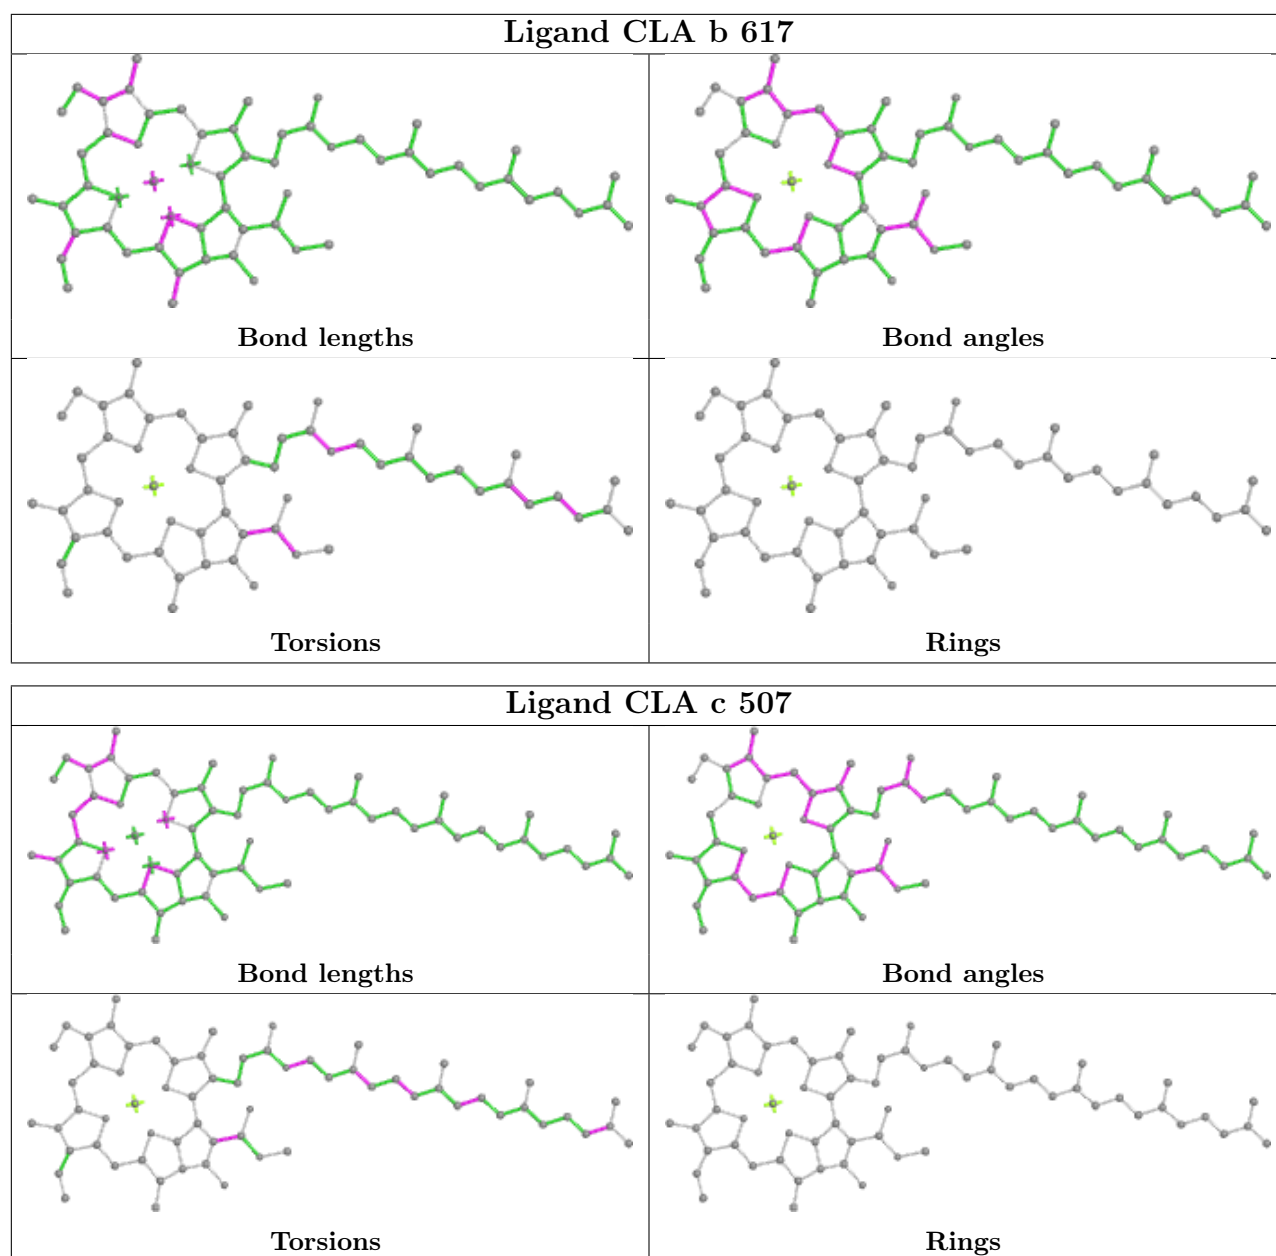 Ligand CLA b 617
Bond lengths
Bond angles
Torsions
Rings
Ligand CLA c 507
Bond lengths
Bond angles
Torsions
Rings